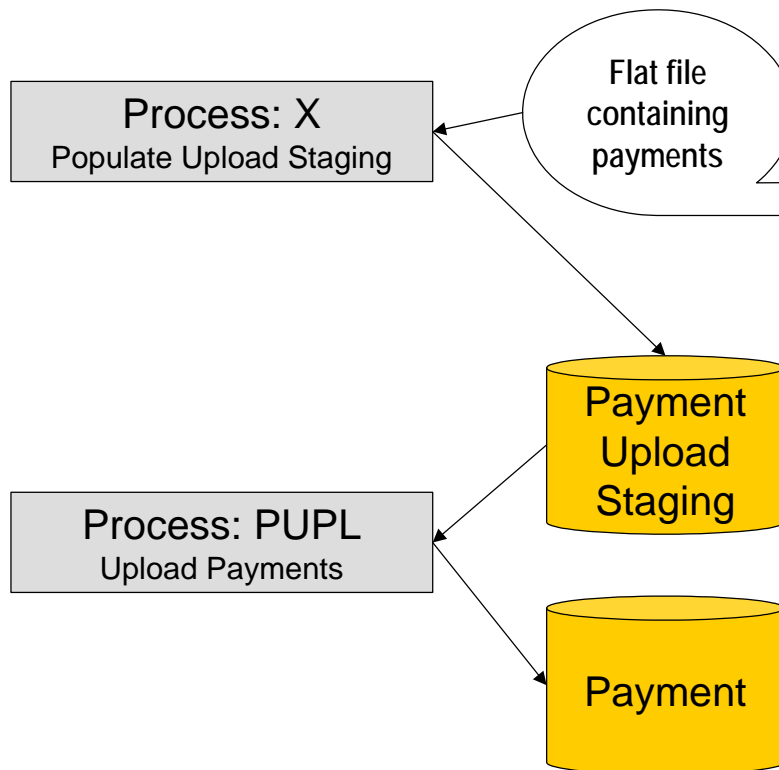 Process: X
Populate Upload Staging
Flat file
containing
payments
Payment
Upload
Staging
Process: PUPL
Upload Payments
Payment